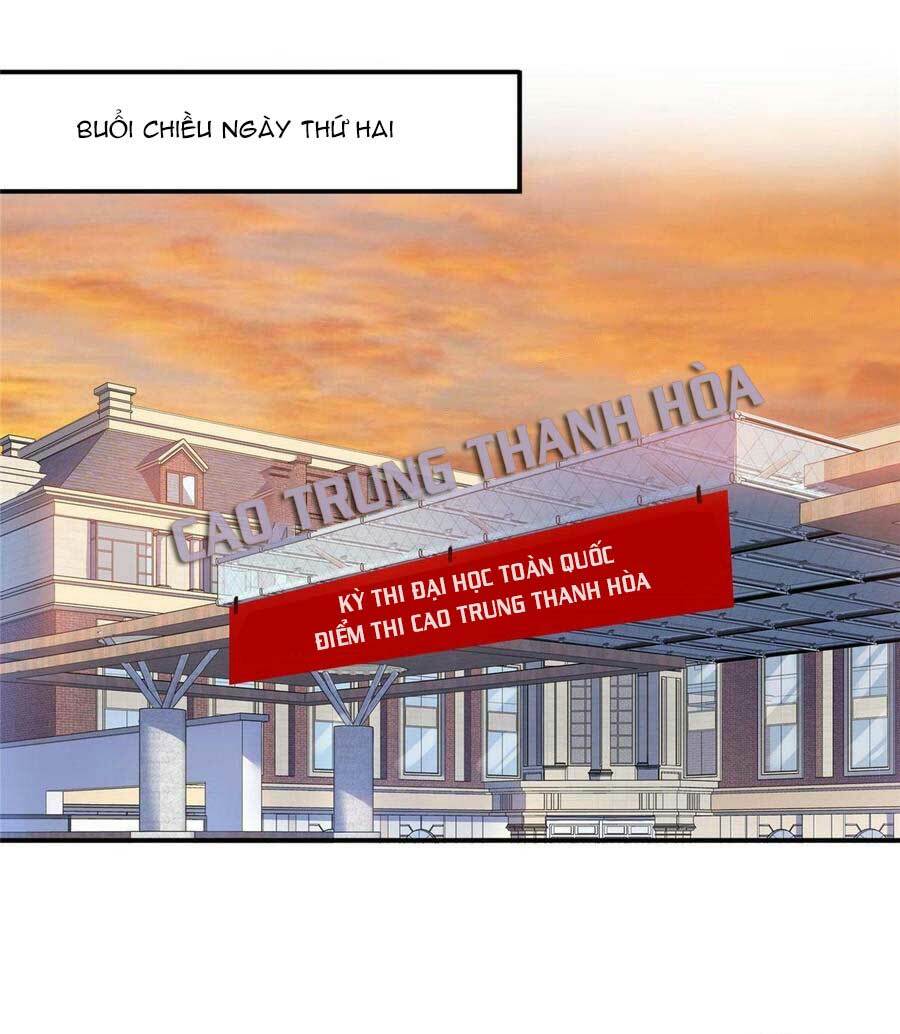 BUỔI CHIỀU NGÀY THỨ HAI
CAO TRUNG THANH HÒA
KỲ THI ĐẠI HỌC TOÀN QUỐC
ĐIỂM THI CAO TRUNG THANH HÒA